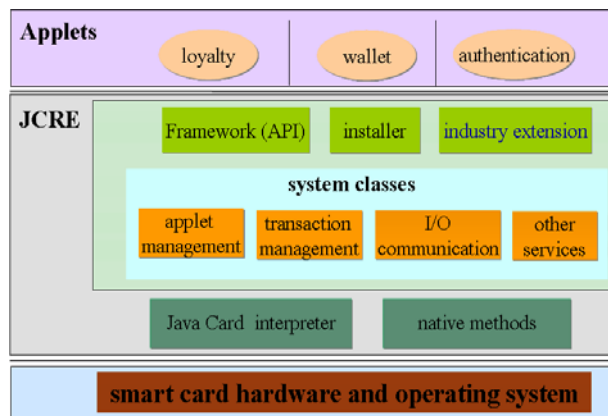 Applets
loyalty
wallet
authentication
JCRE
Framework (API)
installer
industry extension
system classes
applet
management
transaction
management
I/O
communication
other
services
Java Card interpreter
native methods
smart card hardware and operating system